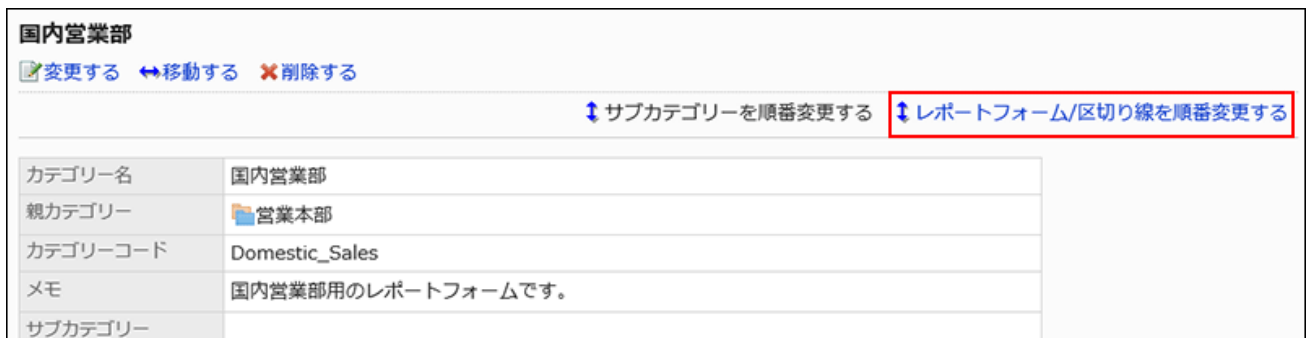 国内営業部
変更する 移動する 削除する
サブカテゴリーを順番変更する レポートフォーム/区切り線を順番変更する
カテゴリー名 国内営業部
親カテゴリー 営業本部
カテゴリーコード Domestic_Sales
メモ 国内営業部用のレポートフォームです。
サブカテゴリー